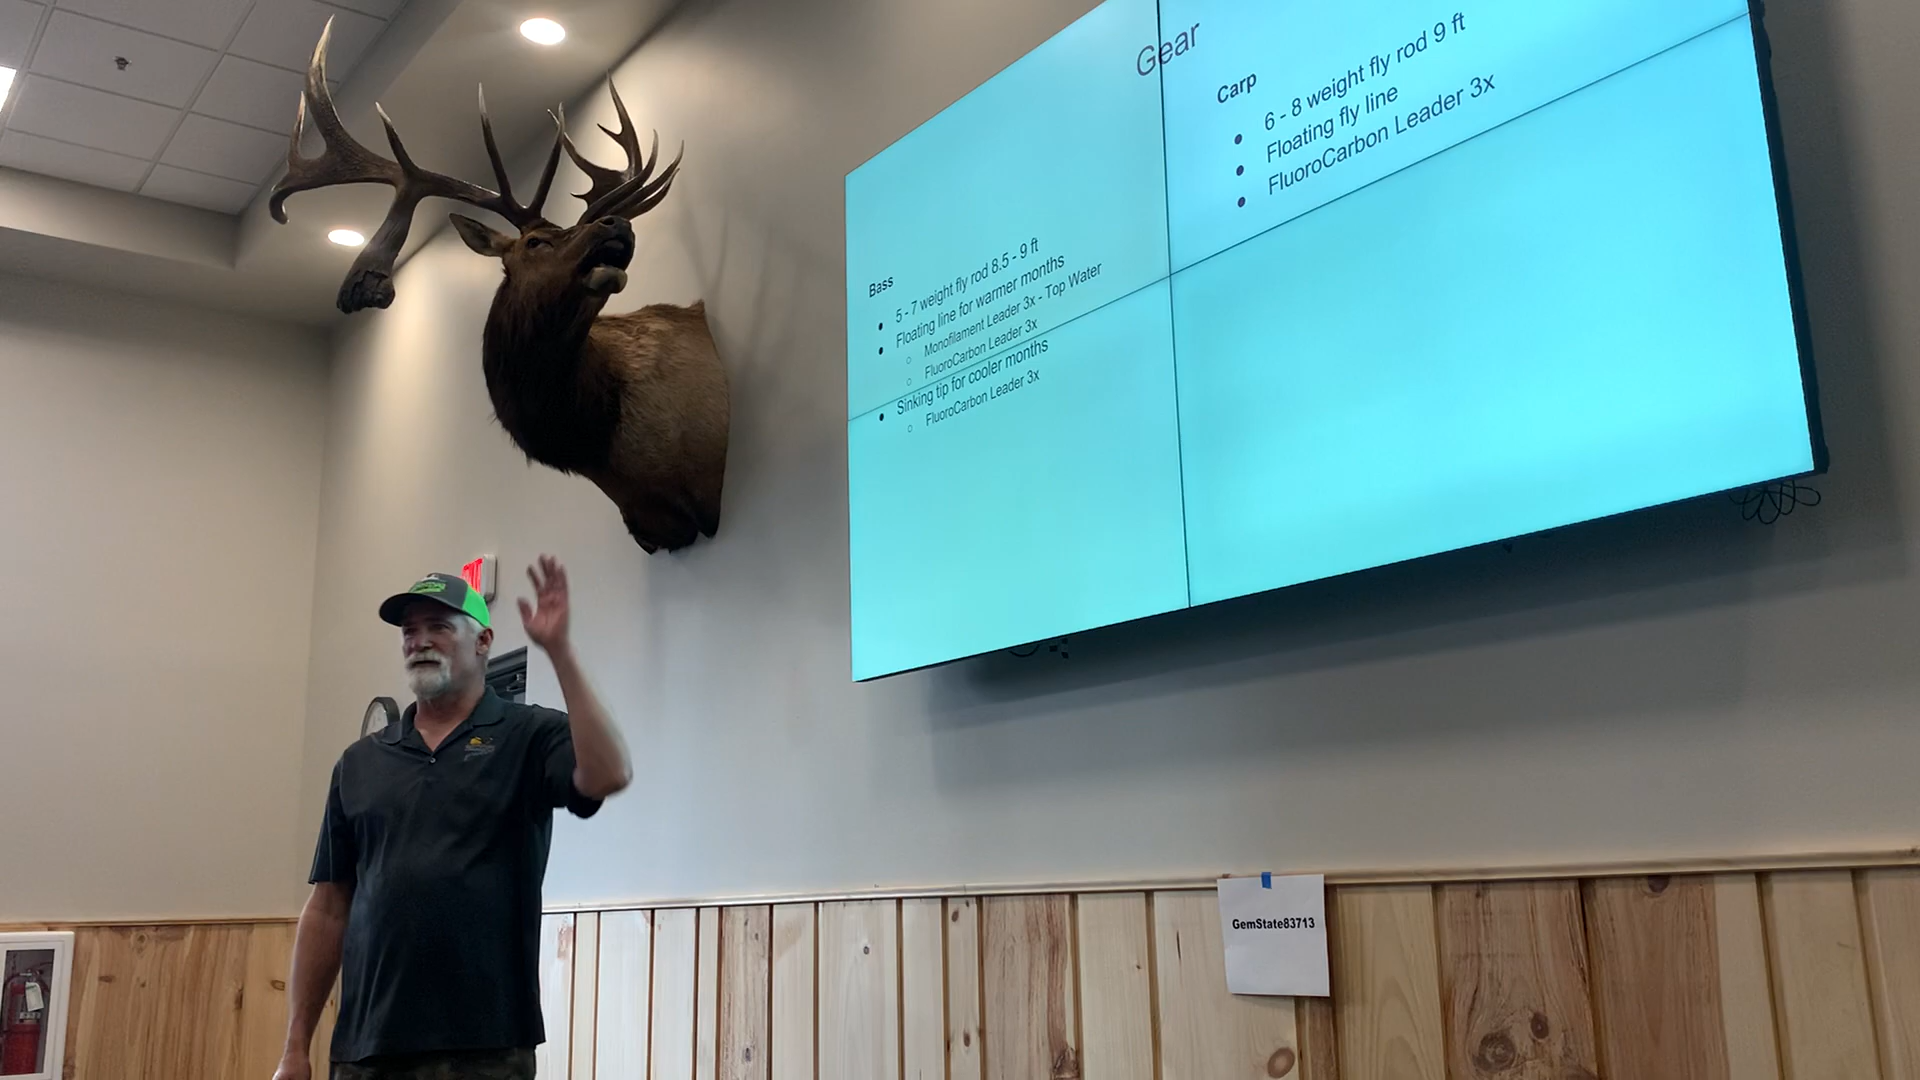 Gear
Bass
5 - 7 weight fly rod 8.5 - 9 ft
Floating line for warmer months
Monofilament Leader 3x - Top Water
FluoroCarbon Leader 3x
Sinking tip for cooler months
FluoroCarbon Leader 3x
Carp
6 - 8 weight fly rod 9 ft
Floating fly line
FluoroCarbon Leader 3x
GemState83713